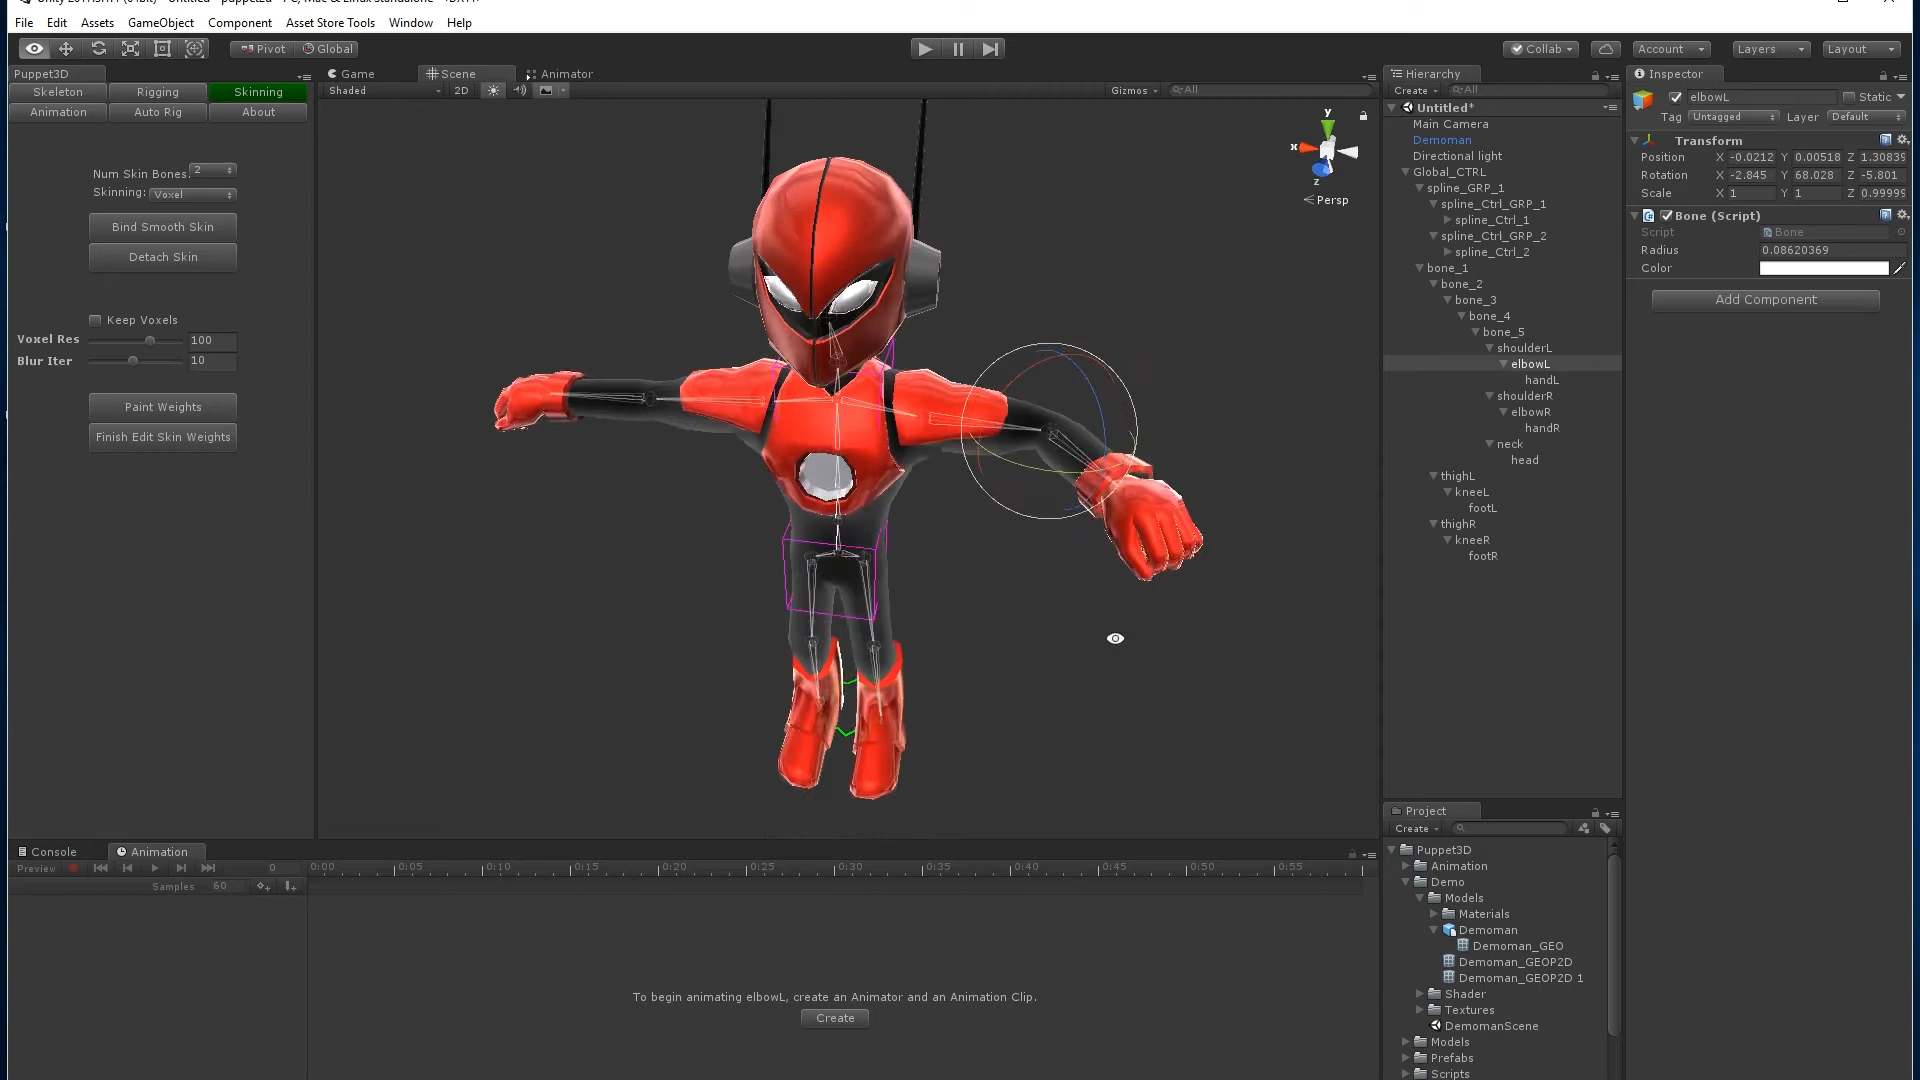 File Edit Assets GameObject Component Asset Store Tools Window Help
Pivot Global
Collab Account Layers Layout
Puppet3D
Skeleton Rigging Skinning
Animation Auto Rig About
Num Skin Bones: 2
Skinning: Voxel
Bind Smooth Skin
Detach Skin
Keep Voxels
Voxel Res 100
Blur Iter 10
Paint Weights
Finish Edit Skin Weights
Game Scene Animator
Shaded 2D Gizmos All
y
x
z
Persp
Hierarchy
Create All
Untitled*
Main Camera
Demoman
Directional light
Global_CTRL
spline_GRP_1
spline_Ctrl_GRP_1
spline_Ctrl_1
spline_Ctrl_GRP_2
spline_Ctrl_2
bone_1
bone_2
bone_3
bone_4
bone_5
shoulderL
elbowL
handL
shoulderR
elbowR
handR
neck
head
thighL
kneeL
footL
thighR
kneeR
footR
Inspector
elbowL Static
Tag Untagged Layer Default
Transform
Position X -0.0212 Y 0.00518 Z 1.30839
Rotation X -2.845 Y 68.028 Z -5.801
Scale X 1 Y 1 Z 0.99999
Bone (Script)
Script Bone
Radius 0.08620369
Color
Add Component
Project
Create
Puppet3D
Animation
Demo
Models
Materials
Demoman
Demoman_GEO
Demoman_GEOP2D
Demoman_GEOP2D 1
Shader
Textures
DemomanScene
Models
Prefabs
Scripts
Console Animation
Preview 0 0:00 0:05 0:10 0:15 0:20 0:25 0:30 0:35 0:40 0:45 0:50 0:55
Samples 60
To begin animating elbowL, create an Animator and an Animation Clip.
Create